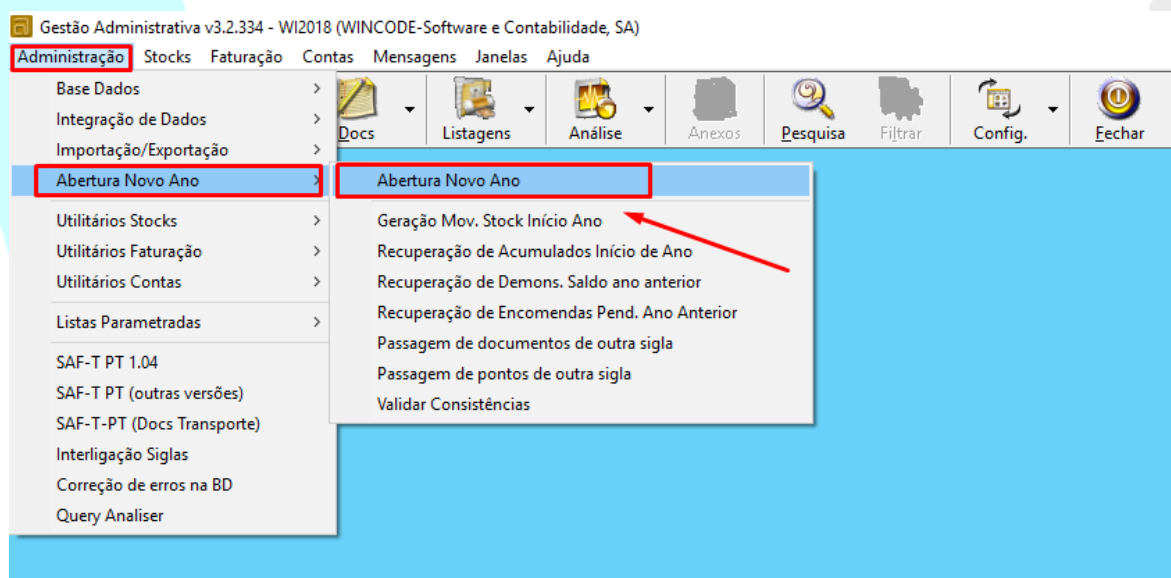 Gestão Administrativa v3.2.334 - WI2018 (WINCODE-Software e Contabilidade, SA)
Administração Stocks Faturação Contas Mensagens Janelas Ajuda
Docs Listagens Análise Anexos Pesquisa Filtrar Config. Fechar
Base Dados
Integração de Dados
Importação/Exportação
Abertura Novo Ano
Utilitários Stocks
Utilitários Faturação
Utilitários Contas
Listas Parametradas
SAF-T PT 1.04
SAF-T PT (outras versões)
SAF-T-PT (Docs Transporte)
Interligação Siglas
Correção de erros na BD
Query Analiser
Abertura Novo Ano
Geração Mov. Stock Início Ano
Recuperação de Acumulados Início de Ano
Recuperação de Demons. Saldo ano anterior
Recuperação de Encomendas Pend. Ano Anterior
Passagem de documentos de outra sigla
Passagem de pontos de outra sigla
Validar Consistências